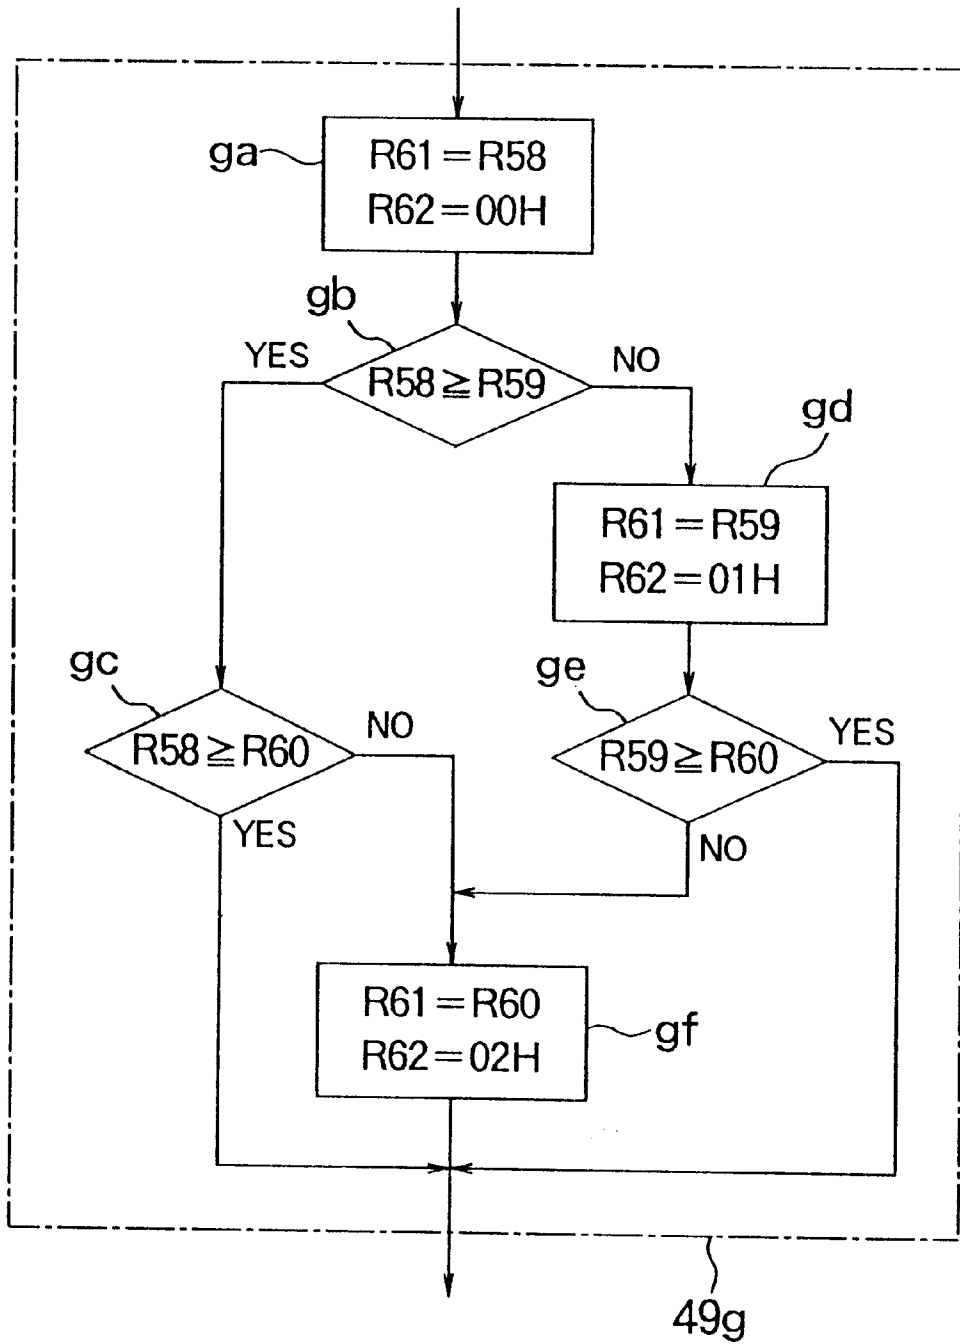 ga
R61=R58
R62=00H
gb
YES
R58≧R59
NO
gd
R61=R59
R62=01H
gc
R58≧R60
NO
YES
ge
R59≧R60
YES
NO
R61=R60
R62=02H
gf
49g